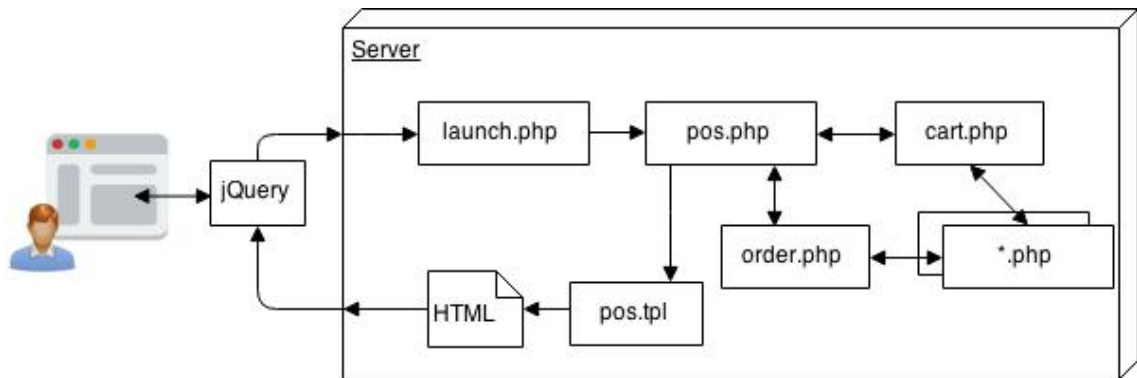 Server
launch.php
pos.php
cart.php
jQuery
order.php
*.php
HTML
pos.tpl